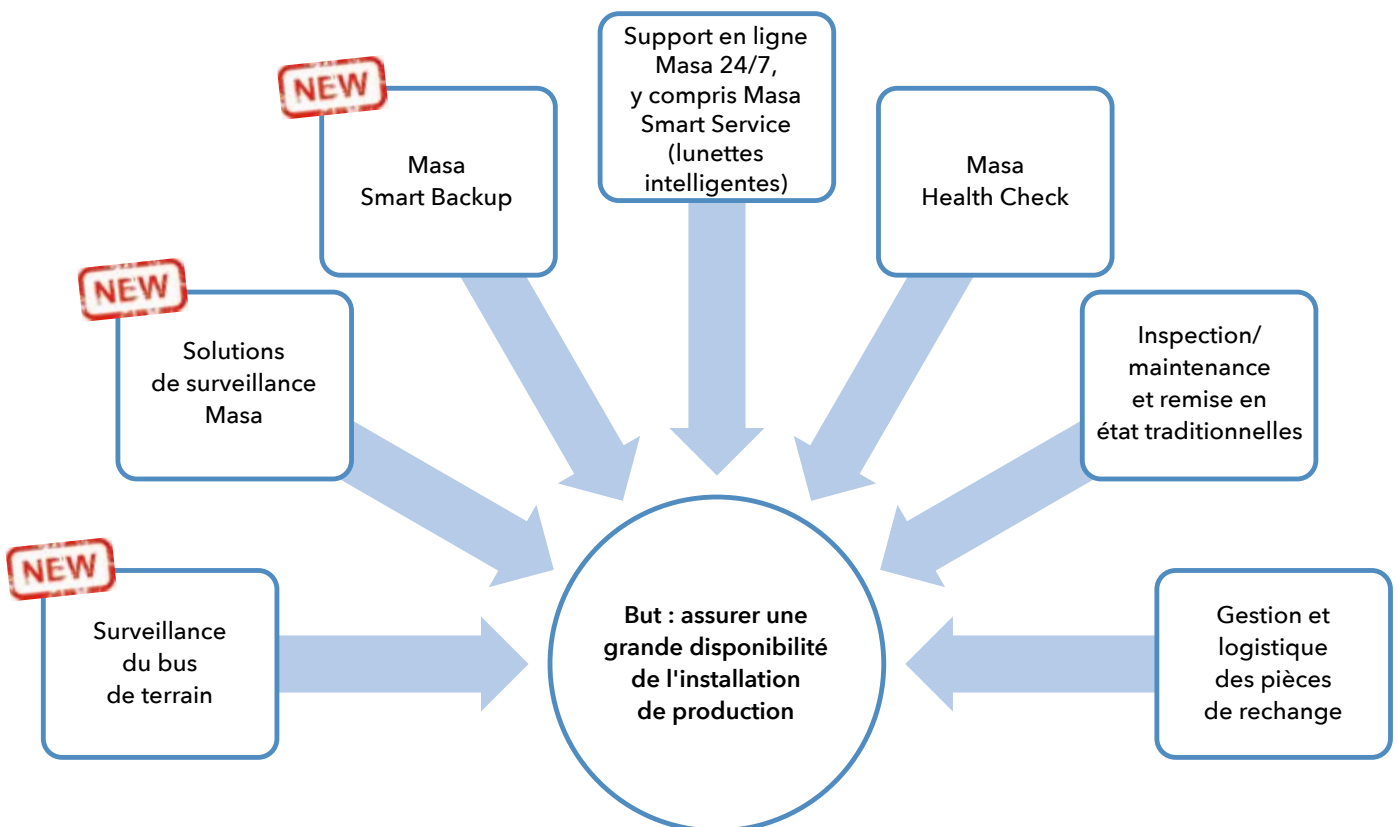 Support en ligne
Masa 24/7,
y compris Masa
Smart Service
(lunettes
intelligentes)
NEW
Masa
Smart Backup
Masa
Health Check
NEW
Solutions
de surveillance
Masa
Inspection/
maintenance
et remise en
état traditionnelles
NEW
Surveillance
du bus
de terrain
But : assurer une
grande disponibilité
de l'installation
de production
Gestion et
logistique
des pièces
de rechange